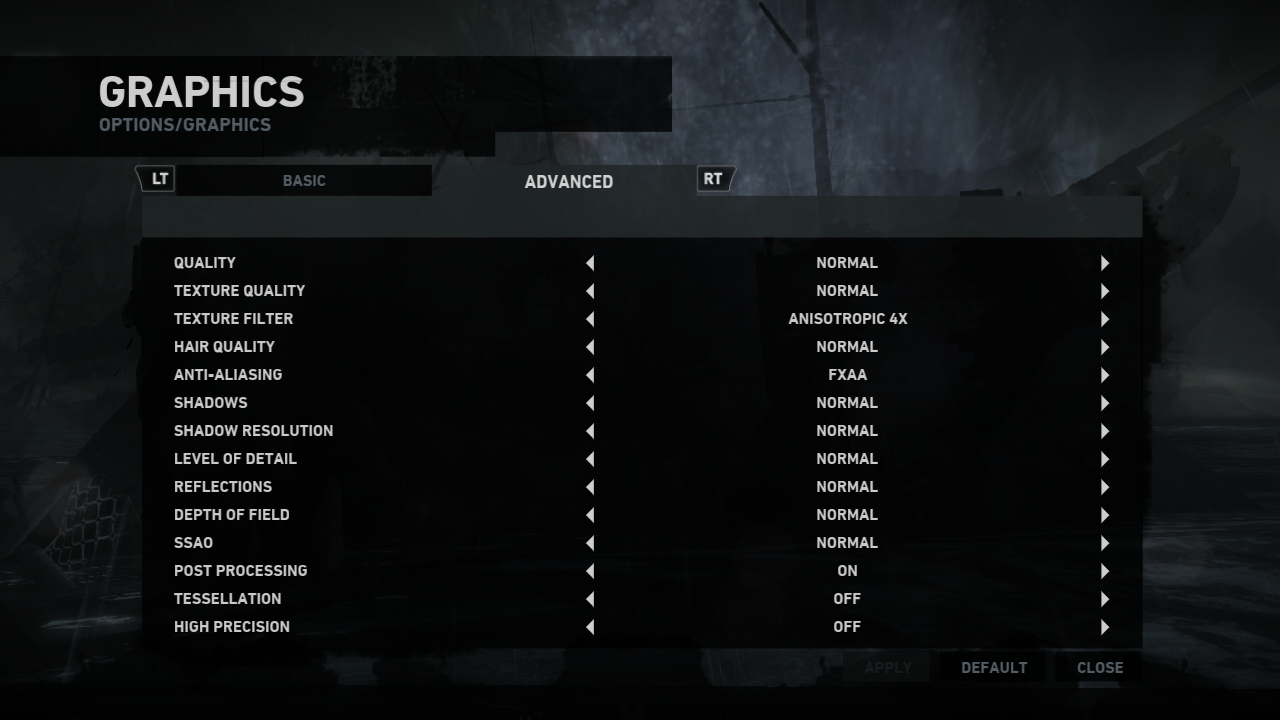 GRAPHICS
OPTIONS/GRAPHICS
LT BASIC ADVANCED RT
QUALITY NORMAL
TEXTURE QUALITY NORMAL
TEXTURE FILTER ANISOTROPIC 4X
HAIR QUALITY NORMAL
ANTI-ALIASING FXAA
SHADOWS NORMAL
SHADOW RESOLUTION NORMAL
LEVEL OF DETAIL NORMAL
REFLECTIONS NORMAL
DEPTH OF FIELD NORMAL
SSAO NORMAL
POST PROCESSING ON
TESSELLATION OFF
HIGH PRECISION OFF
APPLY DEFAULT CLOSE